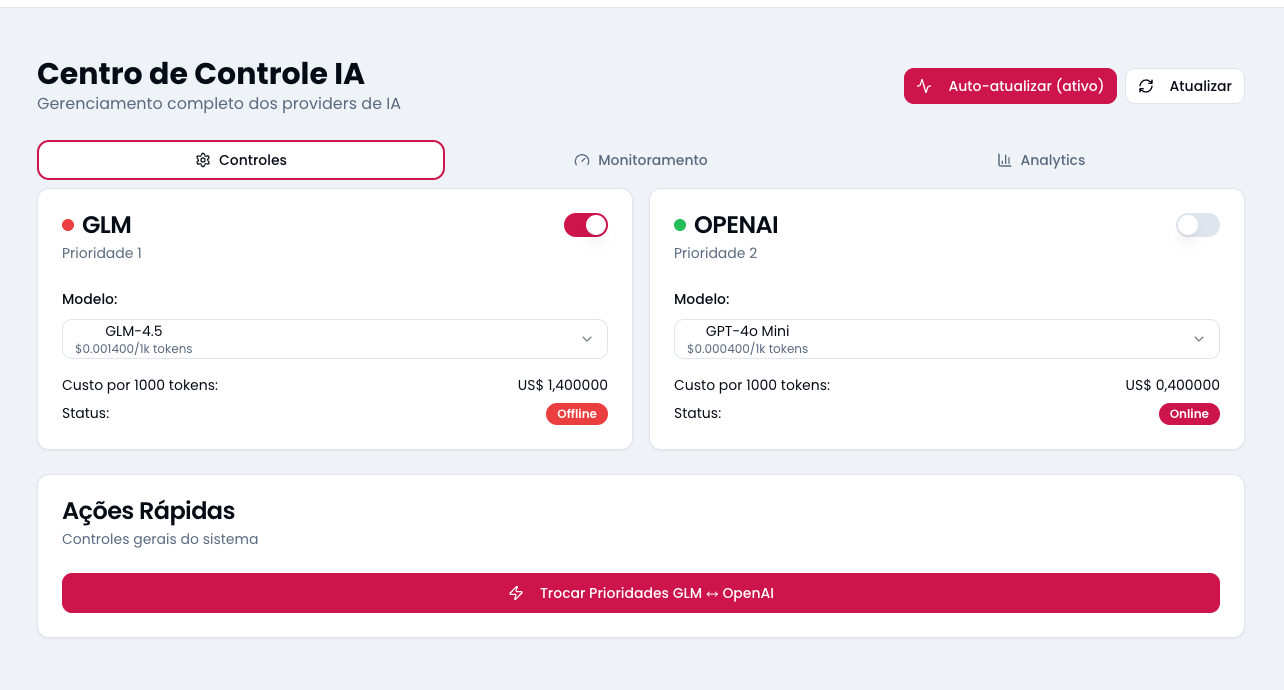 Centro de Controle IA
Gerenciamento completo dos providers de IA
Auto-atualizar (ativo)
Atualizar
Controles
Monitoramento
Analytics
GLM
Prioridade 1
Modelo:
GLM-4.5
$0.001400/1k tokens
Custo por 1000 tokens: US$ 1,400000
Status: Offline
OPENAI
Prioridade 2
Modelo:
GPT-4o Mini
$0.000400/1k tokens
Custo por 1000 tokens: US$ 0,400000
Status: Online
Ações Rápidas
Controles gerais do sistema
Trocar Prioridades GLM ↔ OpenAI